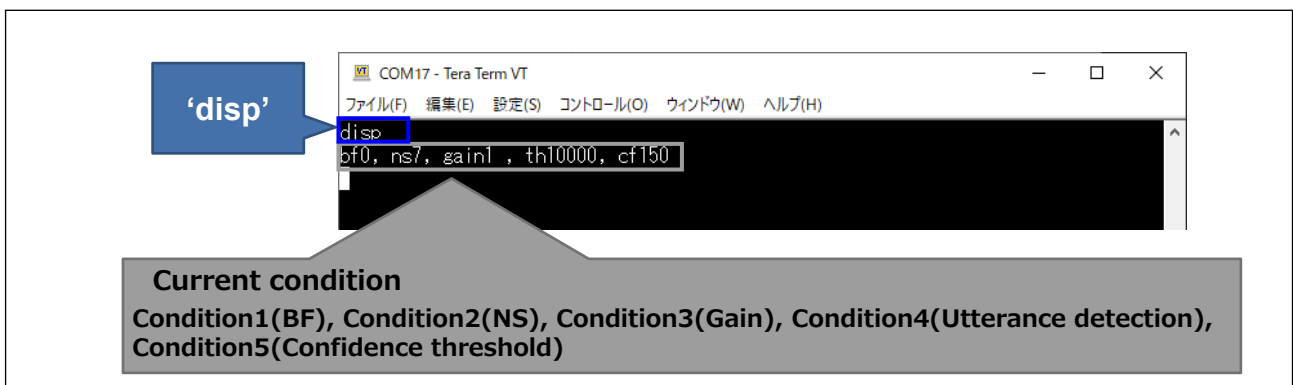 COM17 - Tera Term VT
ファイル(F) 編集(E) 設定(S) コントロール(O) ウィンドウ(W) ヘルプ(H)
‘disp’
disp
bf0, ns7, gain1 , th10000, cf150
Current condition
Condition1(BF), Condition2(NS), Condition3(Gain), Condition4(Utterance detection),
Condition5(Confidence threshold)